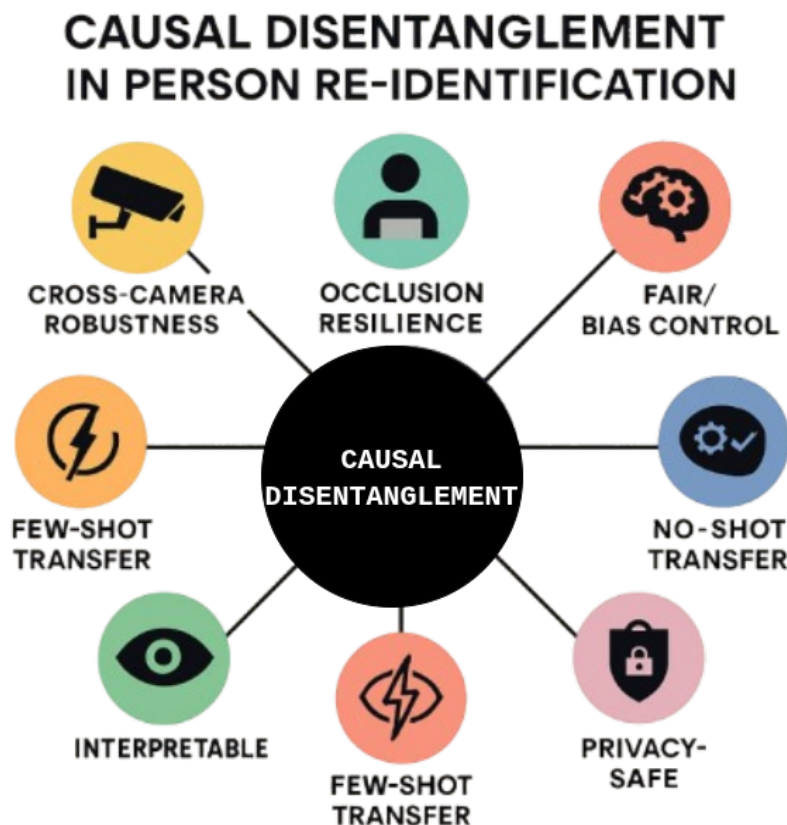 CAUSAL DISENTANGLEMENT
IN PERSON RE-IDENTIFICATION
CROSS-CAMERA
ROBUSTNESS
OCCLUSION
RESILIENCE
FAIR/
BIAS CONTROL
CAUSAL
DISENTANGLEMENT
FEW-SHOT
TRANSFER
NO-SHOT
TRANSFER
INTERPRETABLE
FEW-SHOT
TRANSFER
PRIVACY-
SAFE